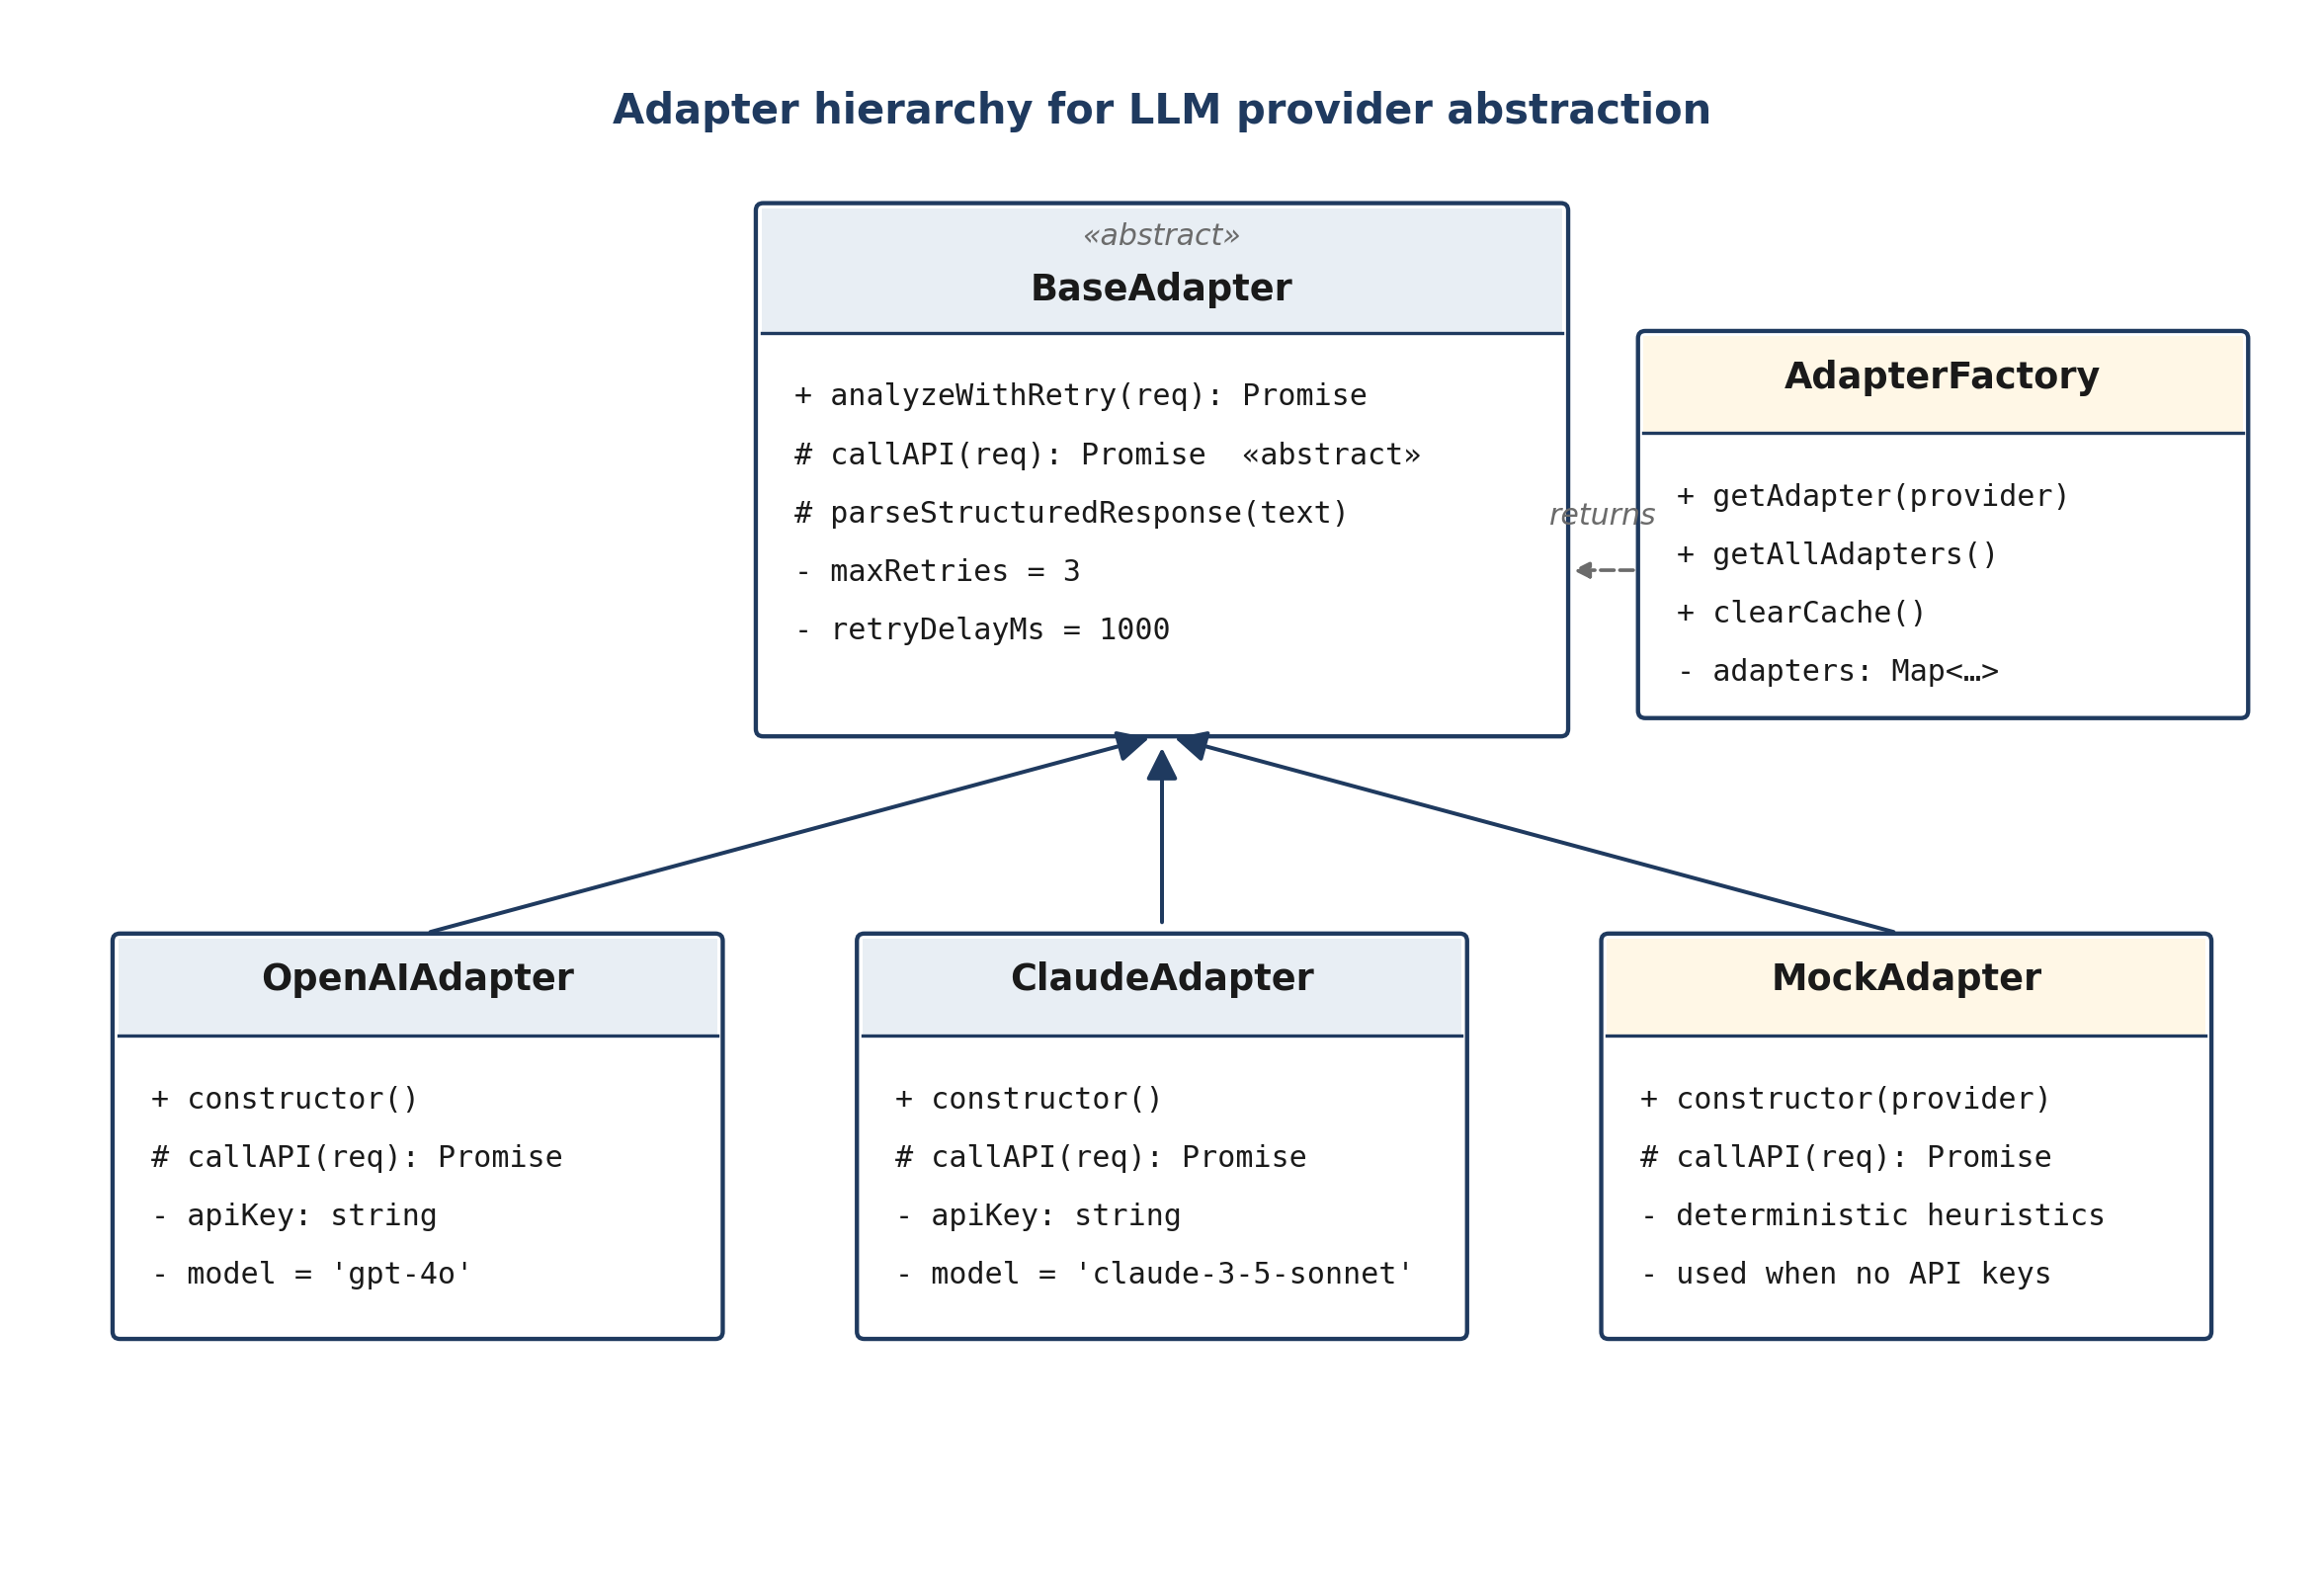 Adapter hierarchy for LLM provider abstraction
«abstract»
BaseAdapter
+ analyzeWithRetry(req): Promise
# callAPI(req): Promise  «abstract»
# parseStructuredResponse(text)
- maxRetries = 3
- retryDelayMs = 1000
returns
AdapterFactory
+ getAdapter(provider)
+ getAllAdapters()
+ clearCache()
- adapters: Map<…>
OpenAIAdapter
+ constructor()
# callAPI(req): Promise
- apiKey: string
- model = 'gpt-4o'
ClaudeAdapter
+ constructor()
# callAPI(req): Promise
- apiKey: string
- model = 'claude-3-5-sonnet'
MockAdapter
+ constructor(provider)
# callAPI(req): Promise
- deterministic heuristics
- used when no API keys